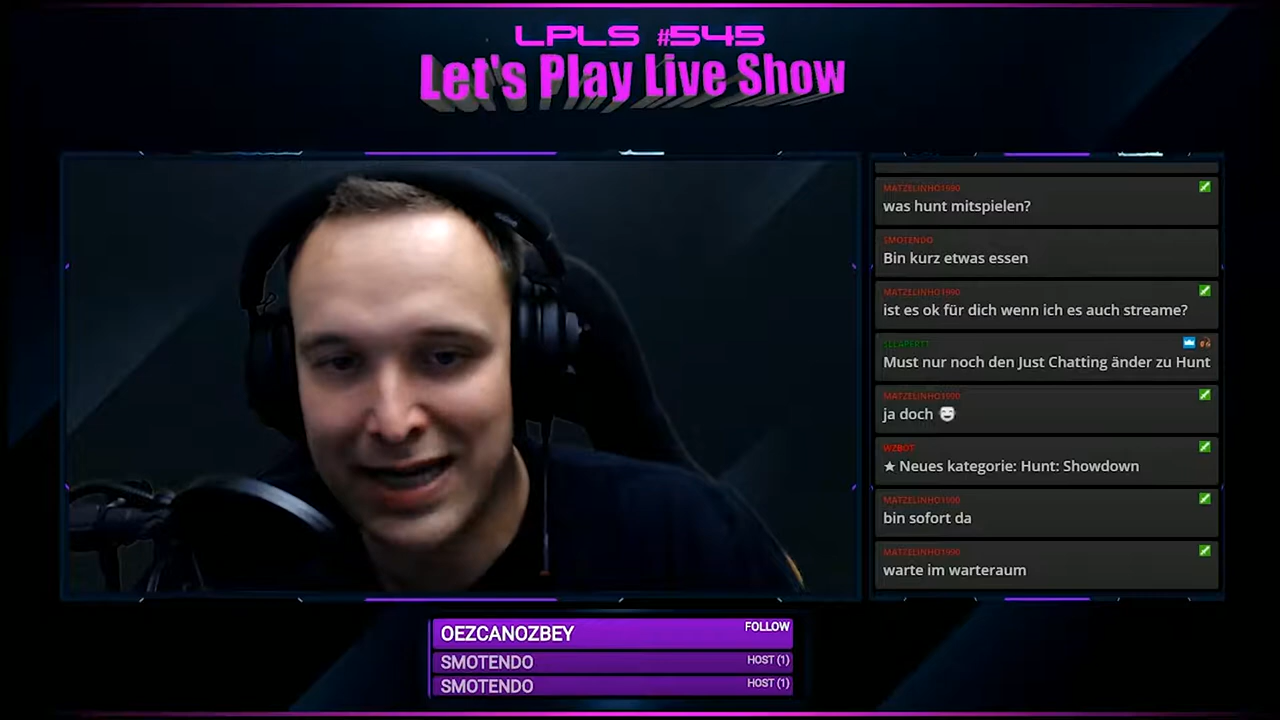 LPLS #545
Let's Play Live Show
MATZELINHO1990
was hunt mitspielen?
SMOTENDO
Bin kurz etwas essen
MATZELINHO1990
ist es ok für dich wenn ich es auch streame?
Must nur noch den Just Chatting änder zu Hunt
MATZELINHO1990
ja doch
WZBOT
★ Neues kategorie: Hunt: Showdown
MATZELINHO1990
bin sofort da
MATZELINHO1990
warte im warteraum
OEZCANOZBEY FOLLOW
SMOTENDO HOST (1)
SMOTENDO HOST (1)